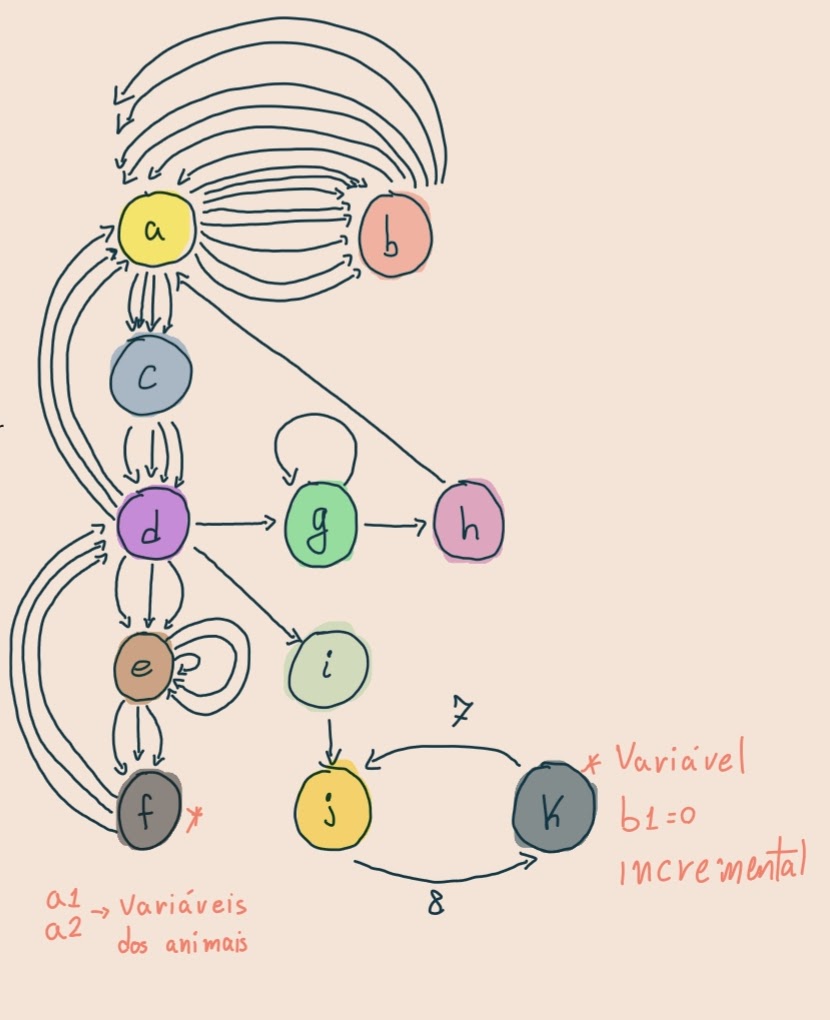 a
b
c
d
g
h
e
i
7
f
*
j
k
* Variável
b1=0
incremental
8
a1
a2 → Variáveis
dos animais